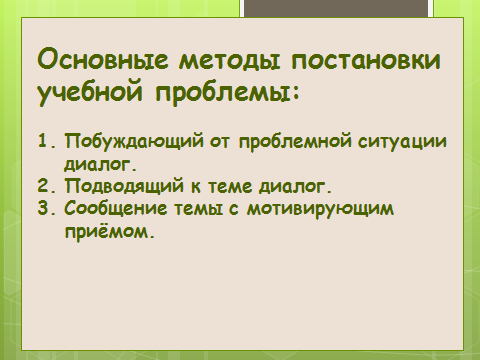 Основные методы постановки
учебной проблемы:
1. Побуждающий от проблемной ситуации
диалог.
2. Подводящий к теме диалог.
3. Сообщение темы с мотивирующим
приёмом.